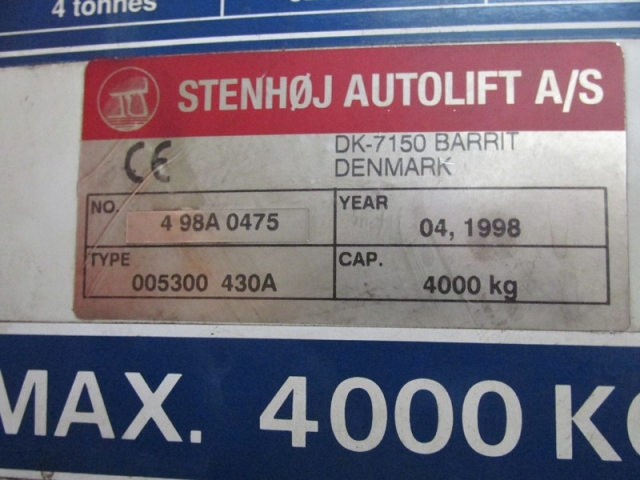 4 tonnes
STENHØJ AUTOLIFT A/S
CE
DK-7150 BARRIT
DENMARK
NO. 4 98A 0475
YEAR 04, 1998
TYPE 005300 430A
CAP. 4000 kg
MAX. 4000 KG